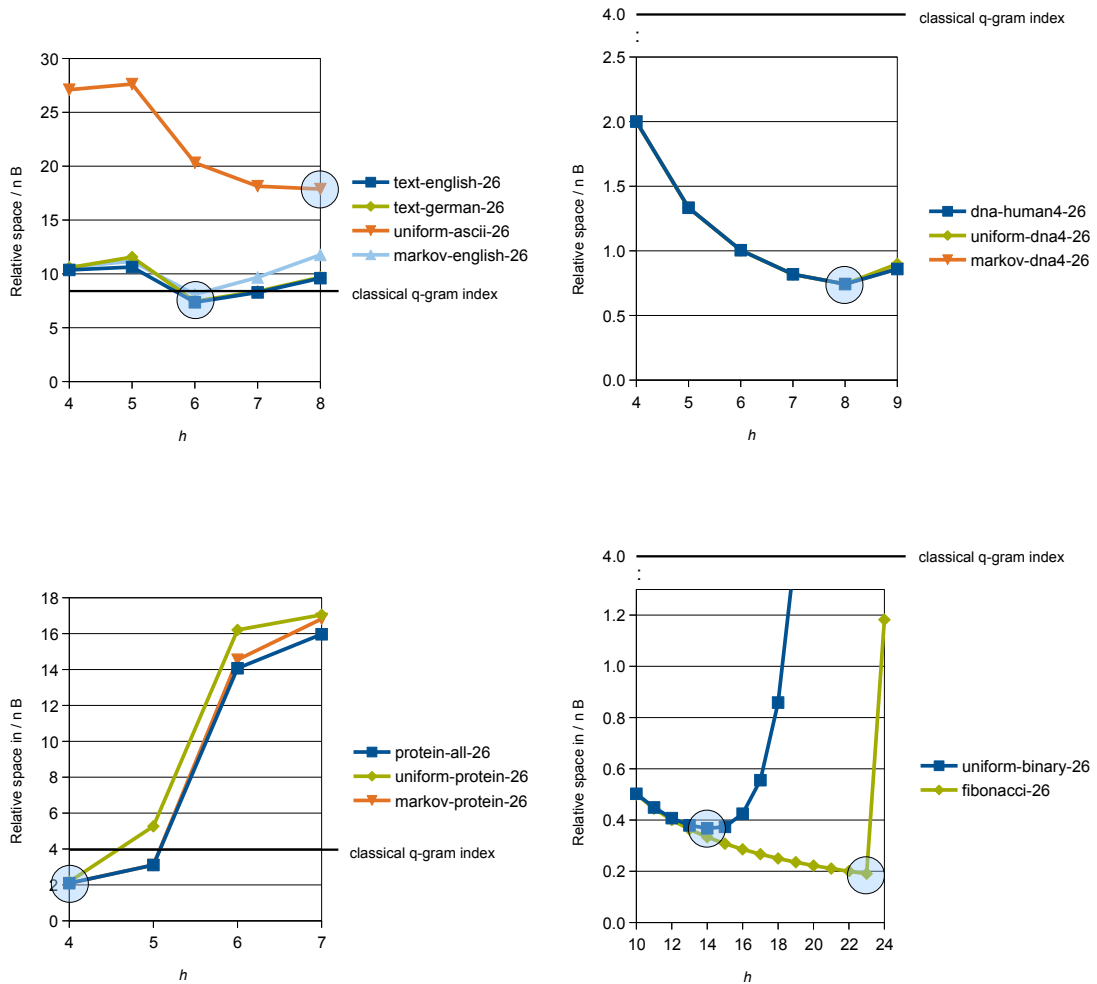 30
25
20
15
10
5
0
4 5 6 7 8
Relative space / n B
h
text-english-26
text-german-26
uniform-ascii-26
markov-english-26
classical q-gram index
4.0
:
classical q-gram index
2.5
2.0
1.5
1.0
0.5
0.0
4 5 6 7 8 9
Relative space / n B
h
dna-human4-26
uniform-dna4-26
markov-dna4-26
18
16
14
12
10
8
6
4
2
0
4 5 6 7
Relative space in / n B
h
protein-all-26
uniform-protein-26
markov-protein-26
classical q-gram index
4.0
:
classical q-gram index
1.2
1.0
0.8
0.6
0.4
0.2
0.0
10 12 14 16 18 20 22 24
Relative space in / n B
h
uniform-binary-26
fibonacci-26